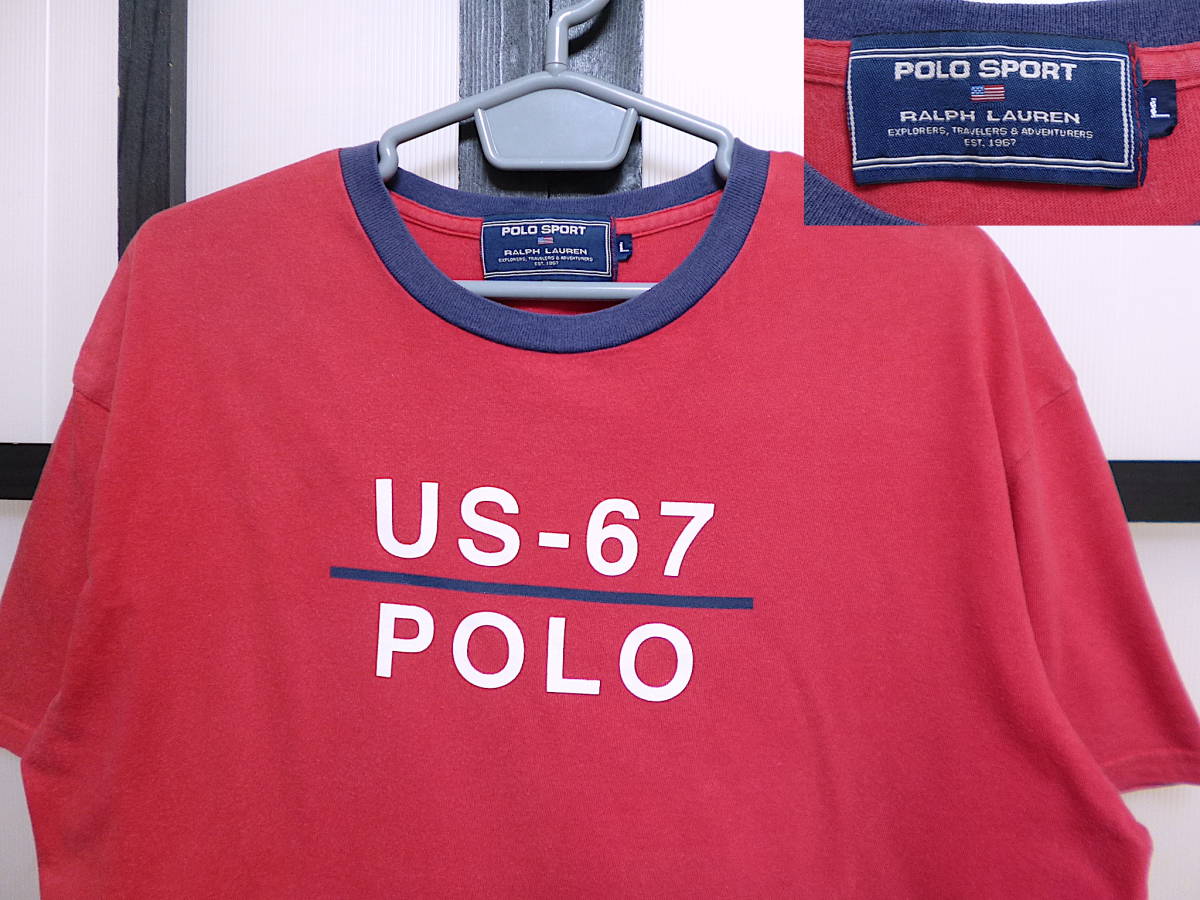 POLO SPORT
RALPH LAUREN
EXPLORERS, TRAVELERS & ADVENTURERS
EST. 1967
L
POLO SPORT
RALPH LAUREN
EXPLORERS, TRAVELERS & ADVENTURERS
EST. 1967
L
US-67
POLO